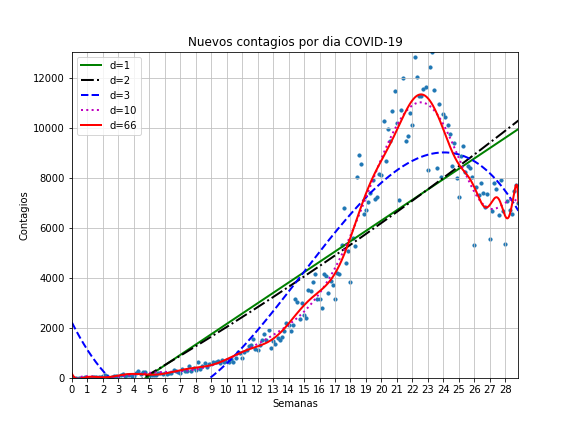 Nuevos contagios por dia COVID-19
d=1
d=2
d=3
d=10
d=66
Contagios
12000
10000
8000
6000
4000
2000
0
0 1 2 3 4 5 6 7 8 9 10 11 12 13 14 15 16 17 18 19 20 21 22 23 24 25 26 27 28
Semanas